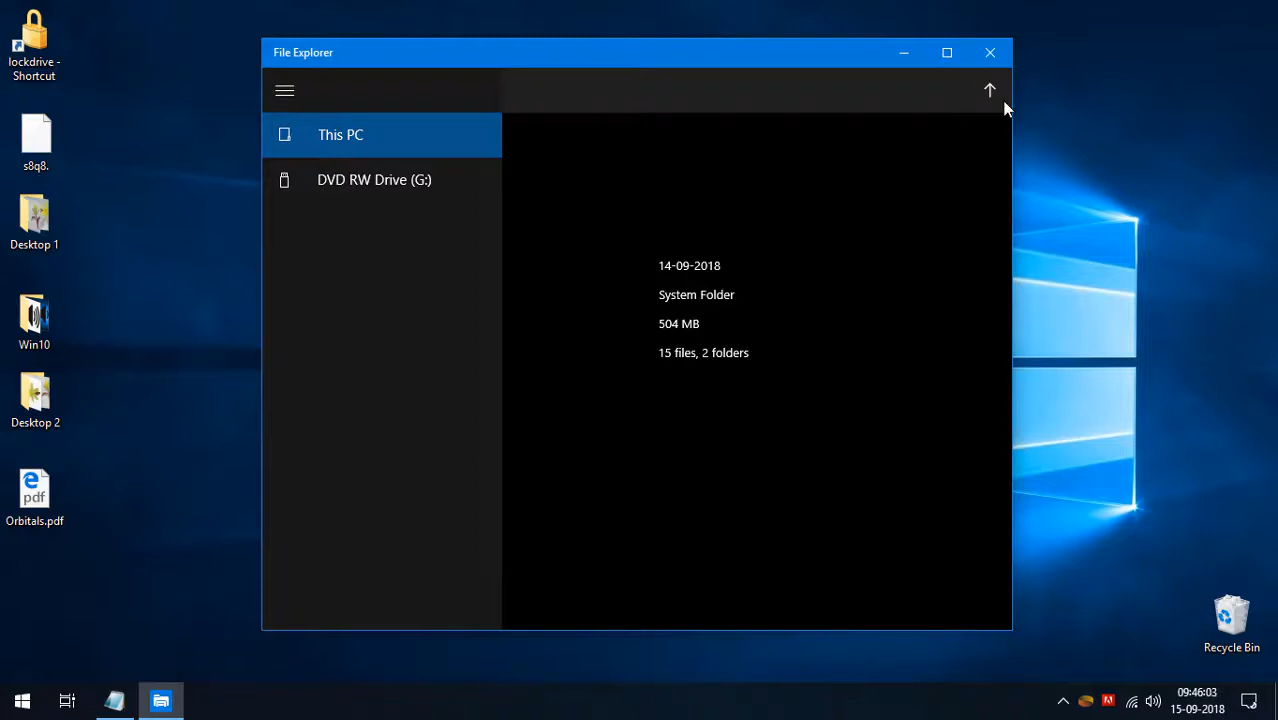 lockdrive -
Shortcut
s8q8.
Desktop 1
Win10
Desktop 2
pdf
Orbitals.pdf
File Explorer
This PC
DVD RW Drive (G:)
14-09-2018
System Folder
504 MB
15 files, 2 folders
Recycle Bin
09:46:03
15-09-2018